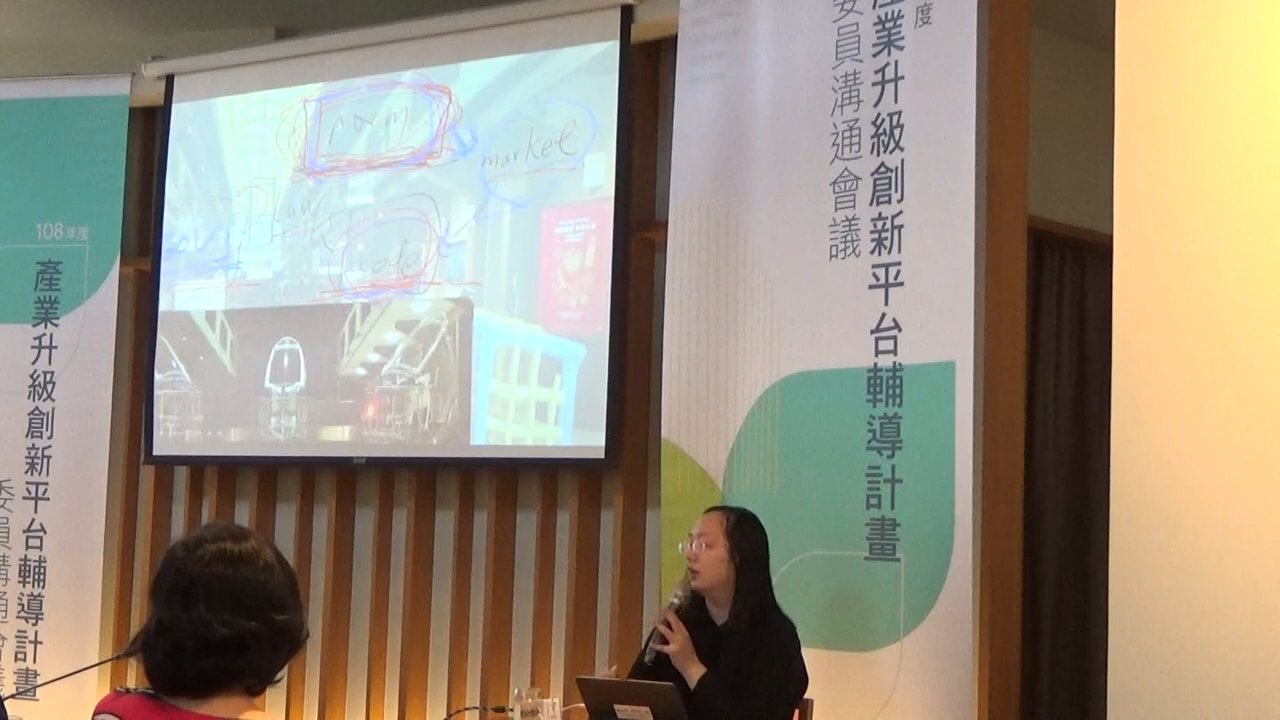 108年度
產業升級創新平台輔導計畫
委員溝通會議
norm
market
Law
code
度
產業升級創新平台輔導計畫
委員溝通會議